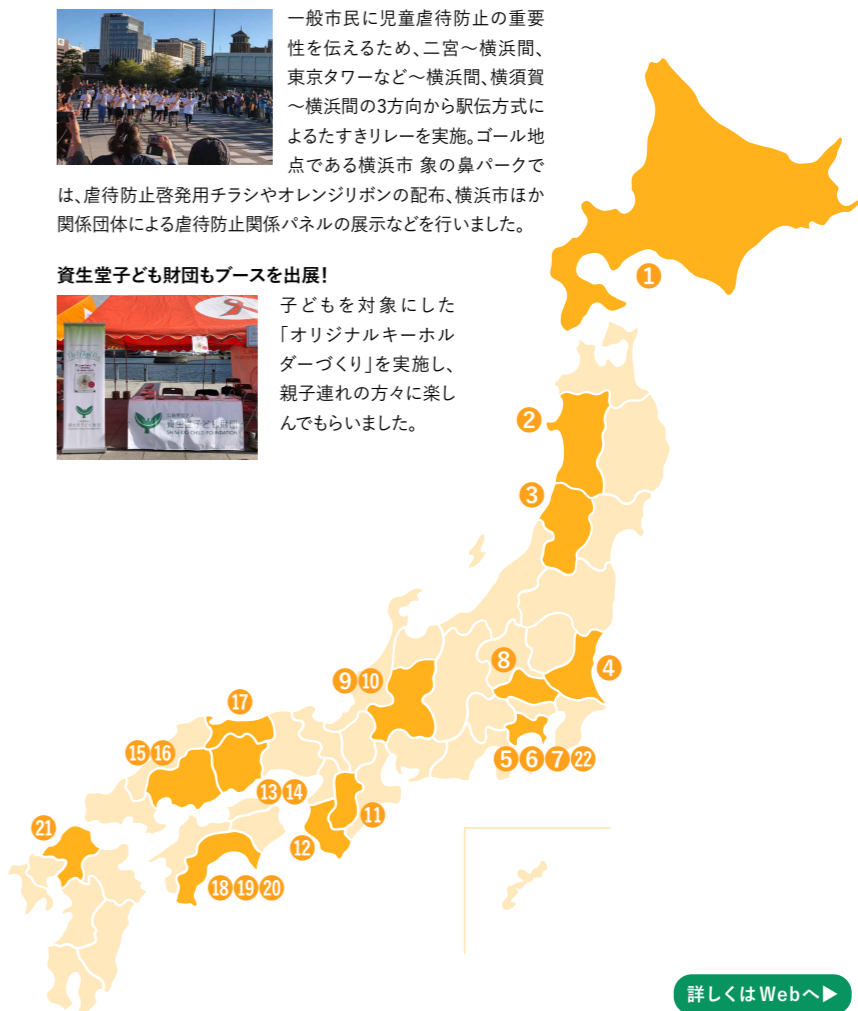 一般市民に児童虐待防止の重要
性を伝えるため、二宮～横浜間、
東京タワーなど～横浜間、横須賀
～横浜間の3方向から駅伝方式に
よるたすきリレーを実施。ゴール地
点である横浜市 象の鼻パークで
は、虐待防止啓発用チラシやオレンジリボンの配布、横浜市ほか
関係団体による虐待防止関係パネルの展示などを行いました。
資生堂子ども財団もブースを出展！
子どもを対象にした
「オリジナルキーホル
ダーづくり」を実施し、
親子連れの方々に楽し
んでもらいました。
資生堂子ども財団
SHISEIDO CHILD FOUNDATION
1
2
3
8
4
9 10
17
5 6 7 22
15 16
13 14
11
21
12
18 19 20
詳しくはWebへ▶